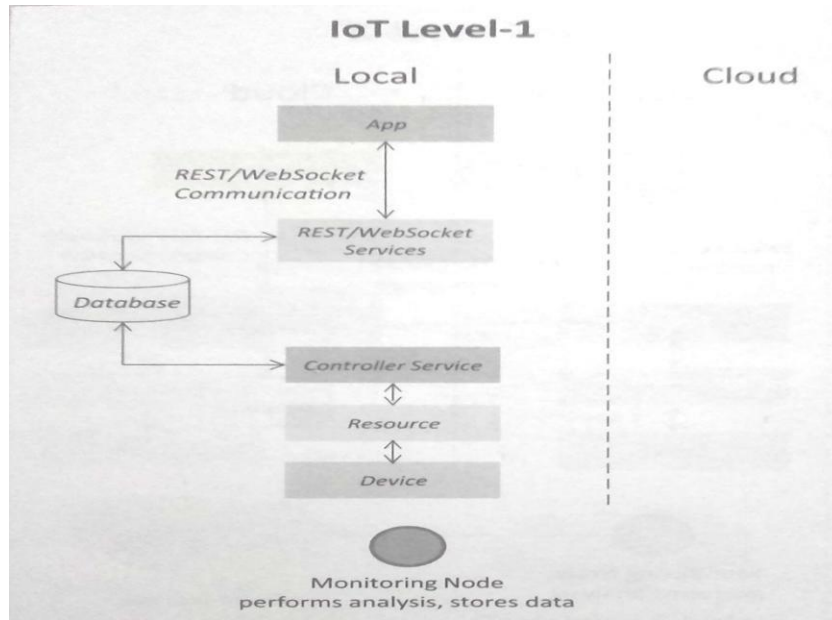 IoT Level-1
Local
Cloud
App
REST/WebSocket
Communication
REST/WebSocket
Services
Database
Controller Service
Resource
Device
Monitoring Node
performs analysis, stores data